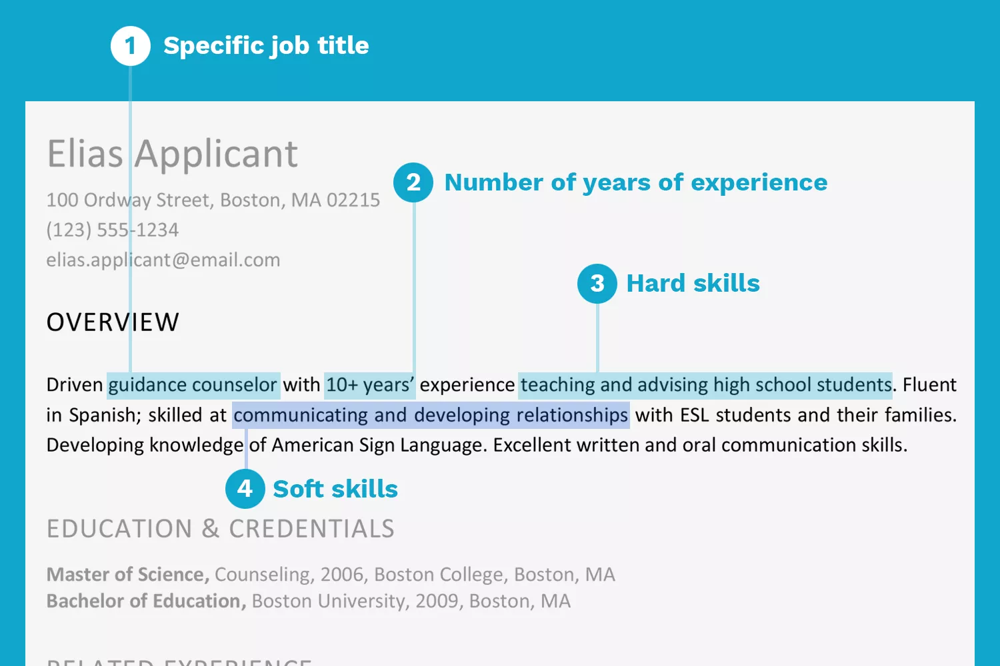 1 Specific job title
Elias Applicant
2 Number of years of experience
100 Ordway Street, Boston, MA 02215
(123) 555-1234
elias.applicant@email.com
3 Hard skills
OVERVIEW
Driven guidance counselor with 10+ years’ experience teaching and advising high school students. Fluent
in Spanish; skilled at communicating and developing relationships with ESL students and their families.
Developing knowledge of American Sign Language. Excellent written and oral communication skills.
4 Soft skills
EDUCATION & CREDENTIALS
Master of Science, Counseling, 2006, Boston College, Boston, MA
Bachelor of Education, Boston University, 2009, Boston, MA
RELATED EXPERIENCE